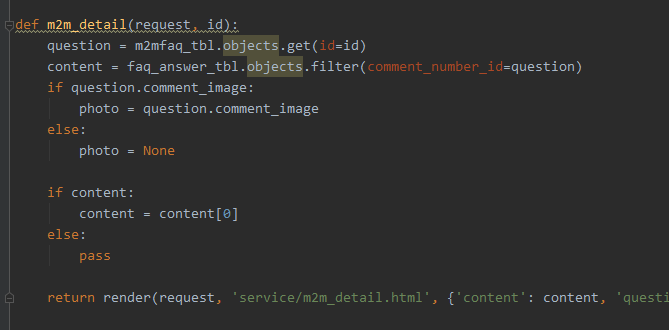 def m2m_detail(request, id):
    question = m2mfaq_tbl.objects.get(id=id)
    content = faq_answer_tbl.objects.filter(comment_number_id=question)
    if question.comment_image:
        photo = question.comment_image
    else:
        photo = None
    if content:
        content = content[0]
    else:
        pass
    return render(request, 'service/m2m_detail.html', {'content': content, 'questi